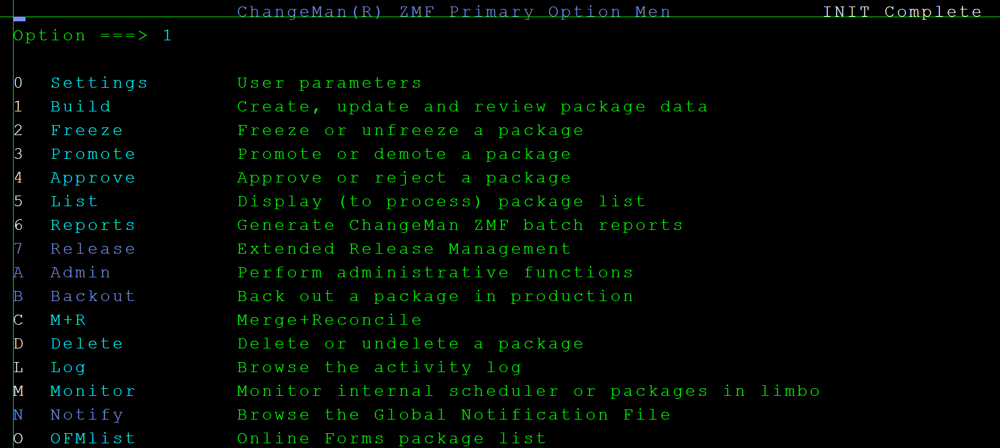 ChangeMan(R) ZMF Primary Option Men INIT Complete
Option ===> 1
0 Settings User parameters
1 Build Create, update and review package data
2 Freeze Freeze or unfreeze a package
3 Promote Promote or demote a package
4 Approve Approve or reject a package
5 List Display (to process) package list
6 Reports Generate ChangeMan ZMF batch reports
7 Release Extended Release Management
A Admin Perform administrative functions
B Backout Back out a package in production
C M+R Merge+Reconcile
D Delete Delete or undelete a package
L Log Browse the activity log
M Monitor Monitor internal scheduler or packages in limbo
N Notify Browse the Global Notification File
O OFMlist Online Forms package list